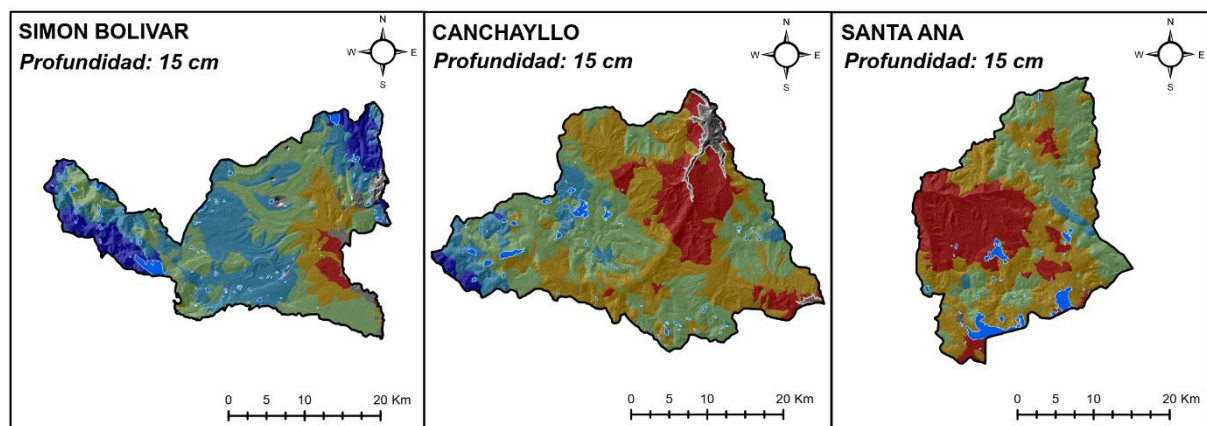 SIMON BOLIVAR
Profundidad: 15 cm
N
W E
S
0 5 10 20 Km
CANCHAYLLO
Profundidad: 15 cm
N
W E
S
0 5 10 20 Km
SANTA ANA
Profundidad: 15 cm
N
W E
S
0 5 10 20 Km